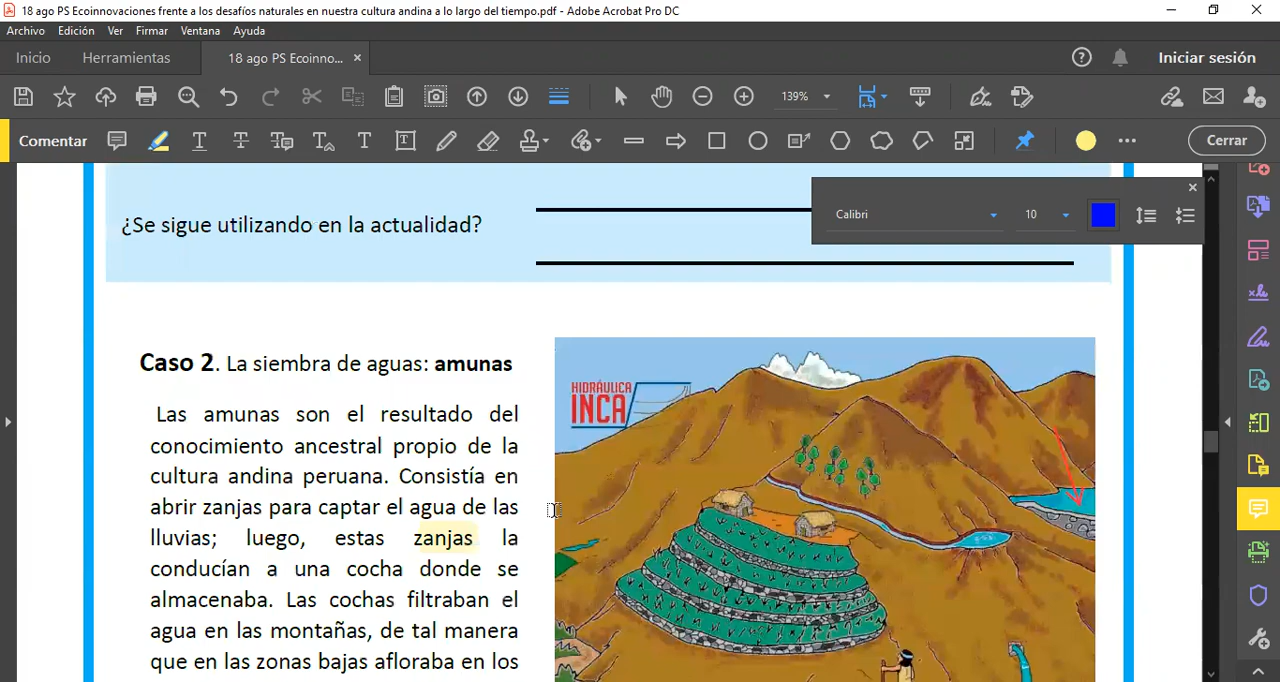 18 ago PS Ecoinnovaciones frente a los desafíos naturales en nuestra cultura andina a lo largo del tiempo.pdf - Adobe Acrobat Pro DC
Archivo Edición Ver Firmar Ventana Ayuda
Inicio Herramientas 18 ago PS Ecoinno... × Iniciar sesión
139%
Comentar Cerrar
Calibri 10
¿Se sigue utilizando en la actualidad?
Caso 2. La siembra de aguas: amunas
Las amunas son el resultado del
conocimiento ancestral propio de la
cultura andina peruana. Consistía en
abrir zanjas para captar el agua de las
lluvias; luego, estas zanjas la
conducían a una cocha donde se
almacenaba. Las cochas filtraban el
agua en las montañas, de tal manera
que en las zonas bajas afloraba en los
HIDRÁULICA
INCA